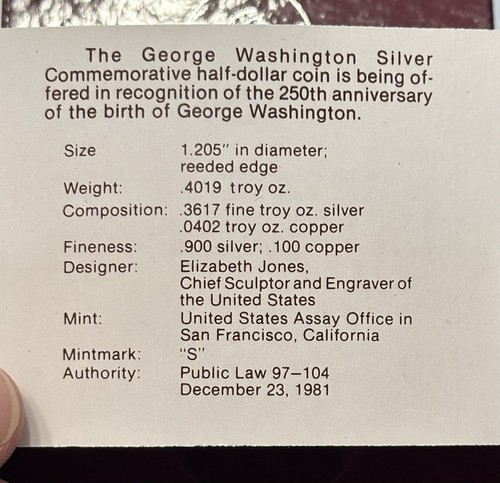 The George Washington Silver
Commemorative half-dollar coin is being of-
fered in recognition of the 250th anniversary
of the birth of George Washington.
Size 1.205" in diameter;
reeded edge
Weight: .4019 troy oz.
Composition: .3617 fine troy oz. silver
.0402 troy oz. copper
Fineness: .900 silver; .100 copper
Designer: Elizabeth Jones,
Chief Sculptor and Engraver of
the United States
Mint: United States Assay Office in
San Francisco, California
Mintmark: "S"
Authority: Public Law 97–104
December 23, 1981